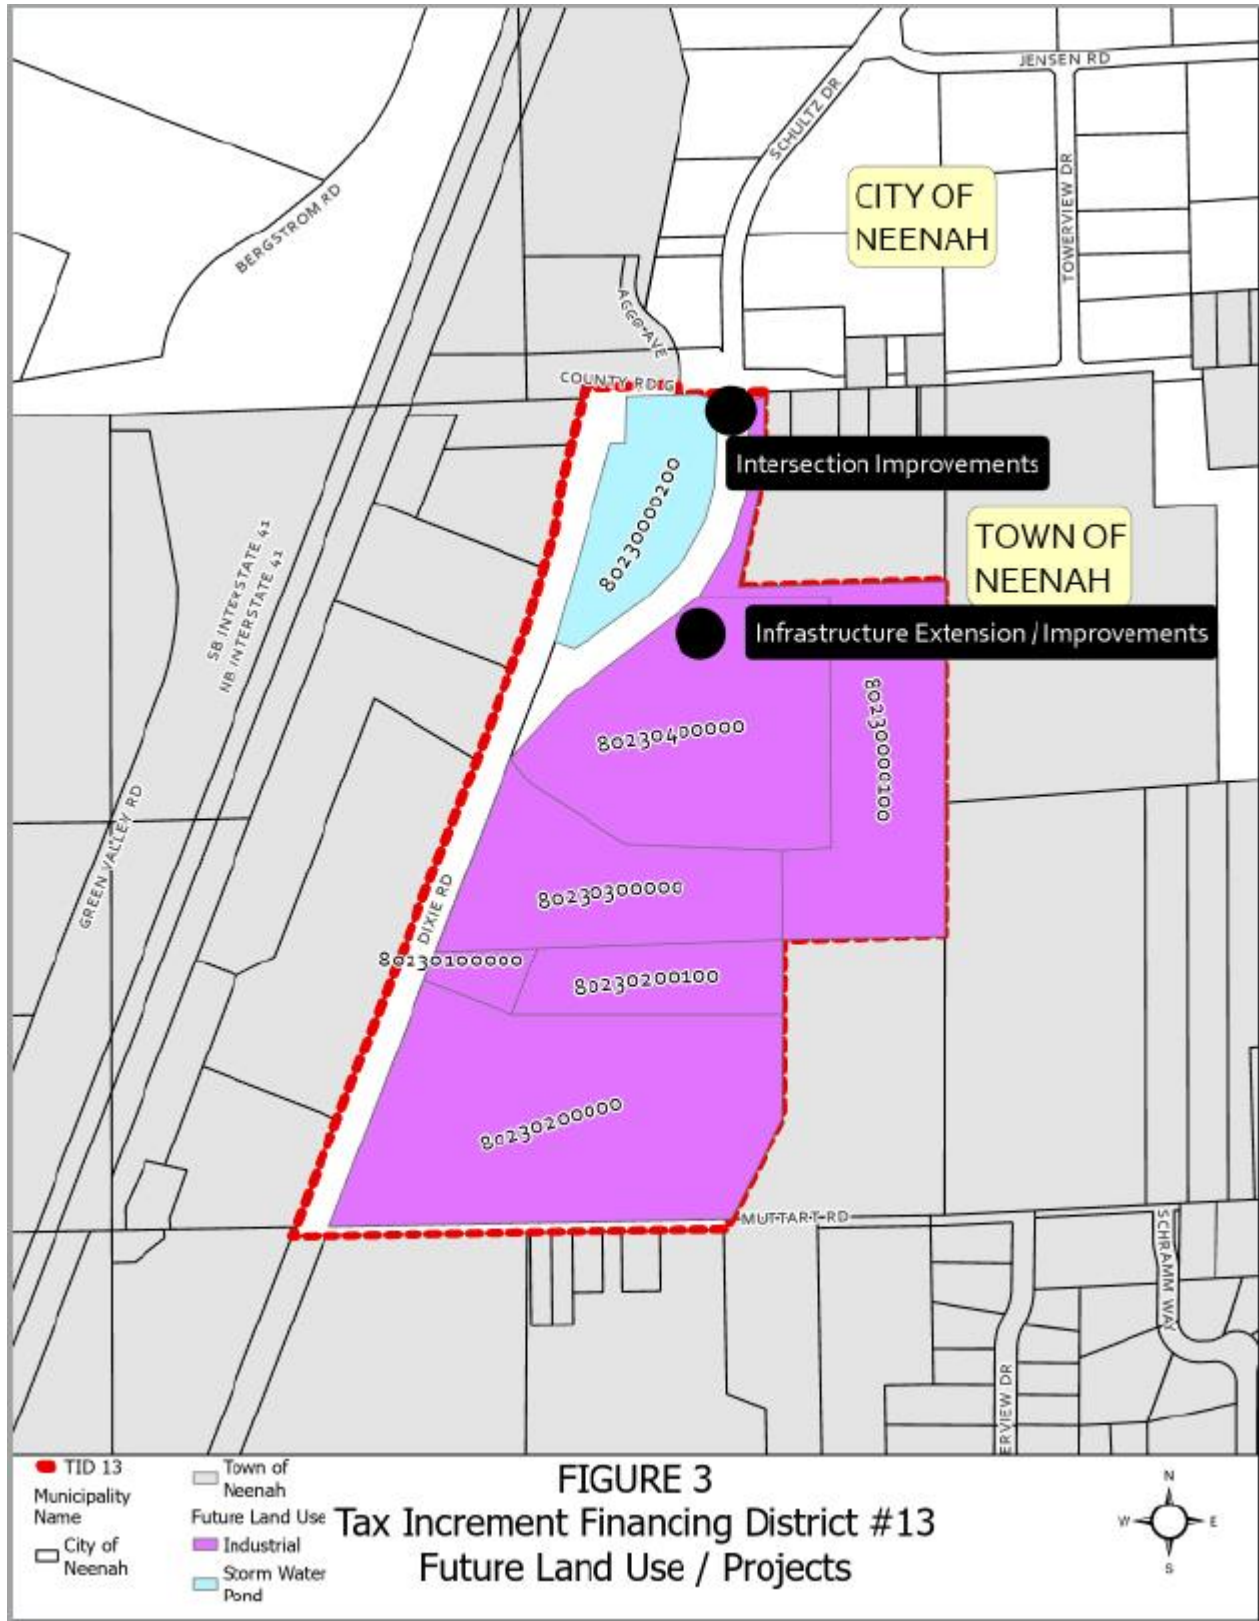 JENSEN RD
SCHULTZ DR
TOWERVIEW DR
CITY OF
NEENAH
BERGSTROM RD
COUNTY RD G
Intersection Improvements
80230000200
SB INTERSTATE 41
NB INTERSTATE 41
TOWN OF
NEENAH
Infrastructure Extension / Improvements
80230400000
80230000100
GREEN VALLEY RD
DIXIE RD
80230300000
80230100000
80230200100
80230200000
MUTTART RD
SCHRAMM WAY
ERVIEW DR
TID 13
Municipality
Name
City of
Neenah
Town of
Neenah
Future Land Use
Industrial
Storm Water
Pond
FIGURE 3
Tax Increment Financing District #13
Future Land Use / Projects
N
W E
S